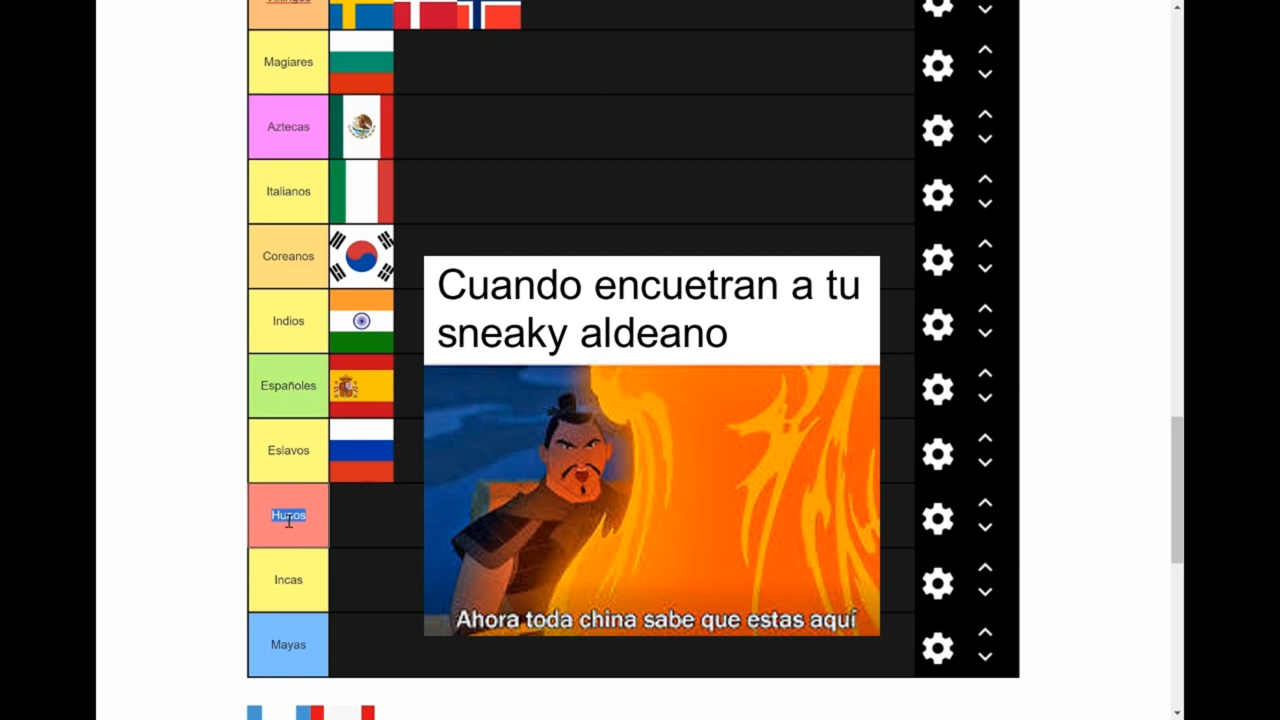 Vikingos
Magiares
Aztecas
Italianos
Coreanos
Indios
Españoles
Eslavos
Hunos
Incas
Mayas
Cuando encuetran a tu
sneaky aldeano
Ahora toda china sabe que estas aquí